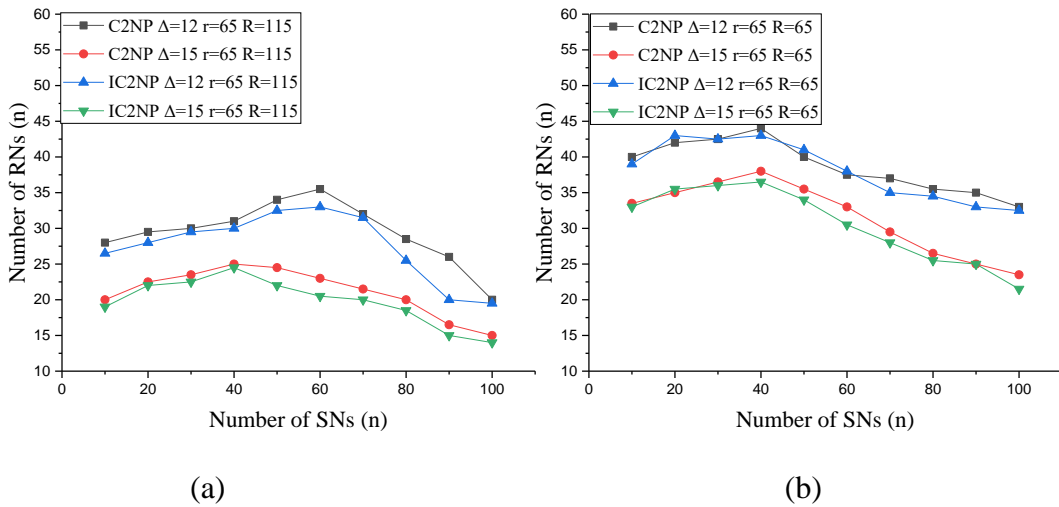 60
55
50
45
40
35
30
25
20
15
10
Number of RNs (n)
C2NP Δ=12 r=65 R=115
C2NP Δ=15 r=65 R=115
IC2NP Δ=12 r=65 R=115
IC2NP Δ=15 r=65 R=115
0 20 40 60 80 100
Number of SNs (n)
(a)
60
55
50
45
40
35
30
25
20
15
10
Number of RNs (n)
C2NP Δ=12 r=65 R=65
C2NP Δ=15 r=65 R=65
IC2NP Δ=12 r=65 R=65
IC2NP Δ=15 r=65 R=65
0 20 40 60 80 100
Number of SNs (n)
(b)